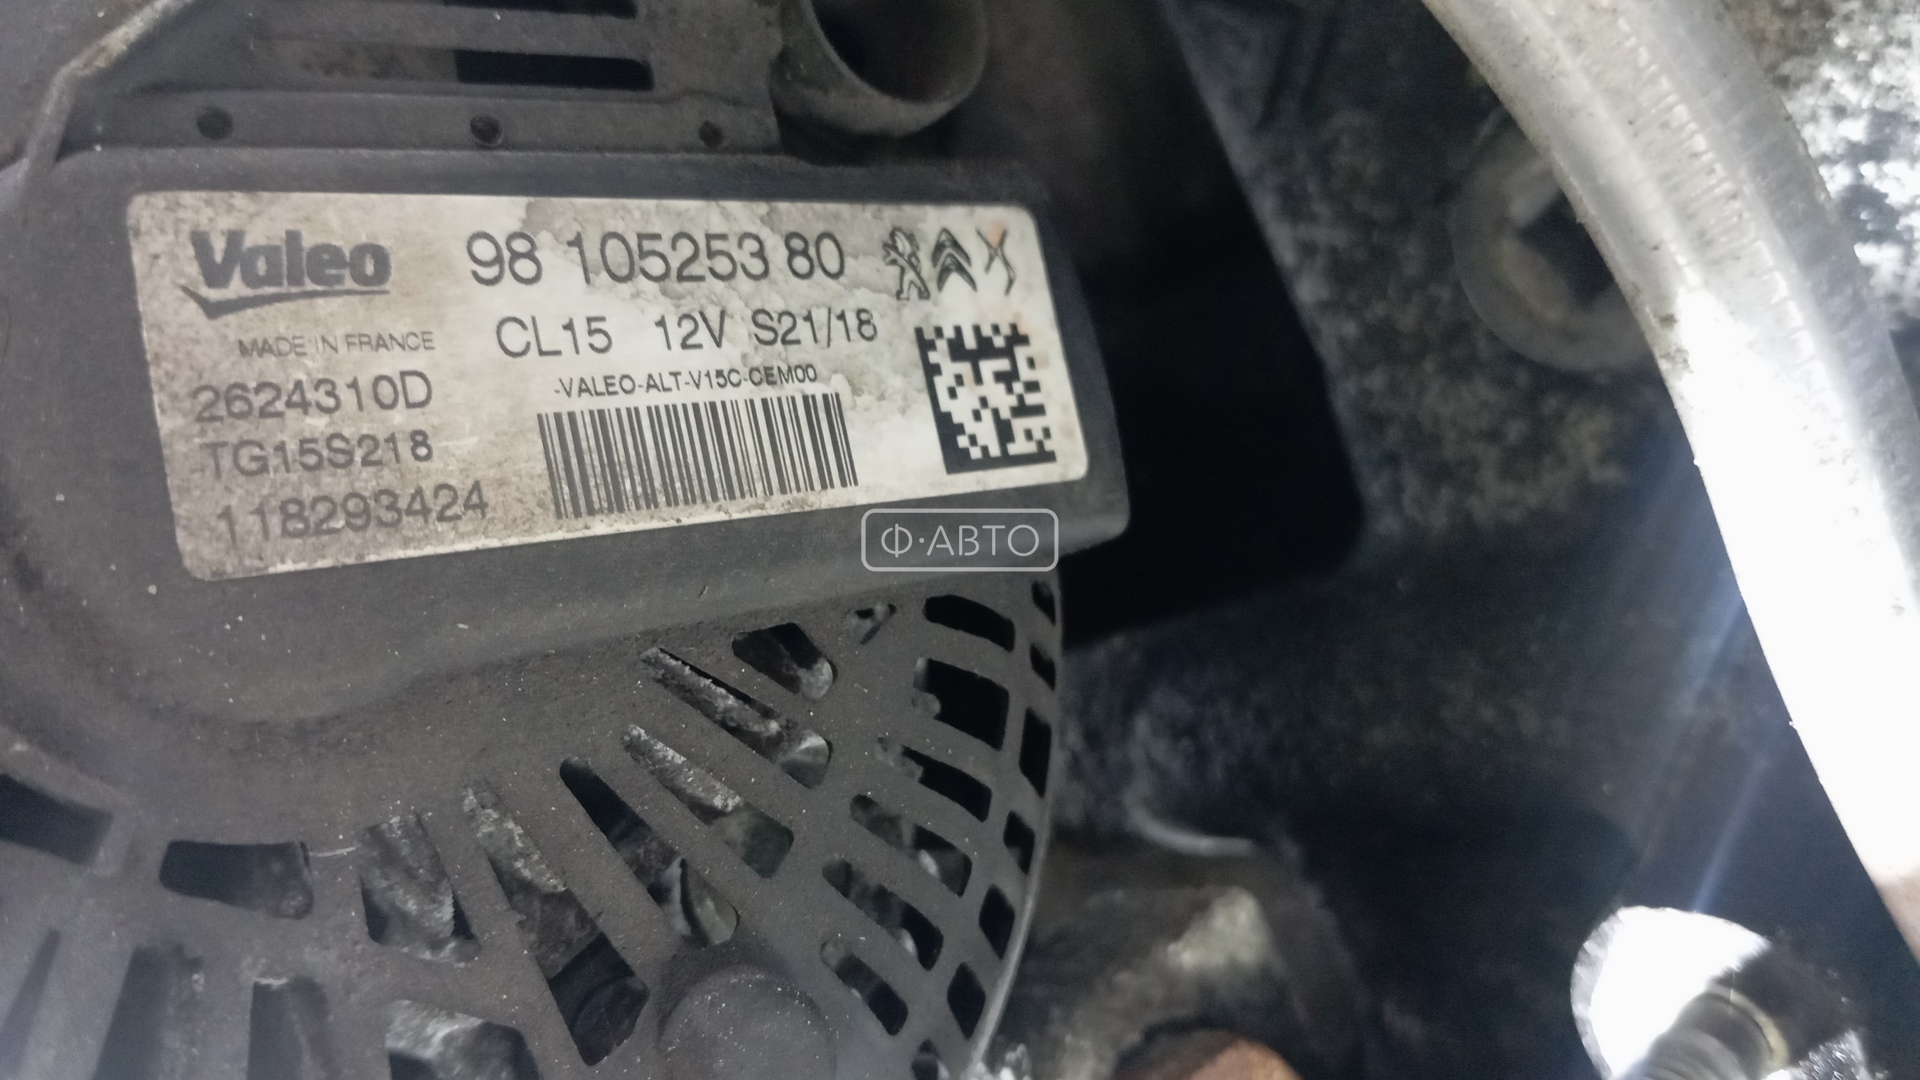 Valeo
98 105253 80
MADE IN FRANCE
CL15 12V S21/18
-VALEO-ALT-V15C-CEM00
2624310D
TG15S218
118293424
Ф·АВТО